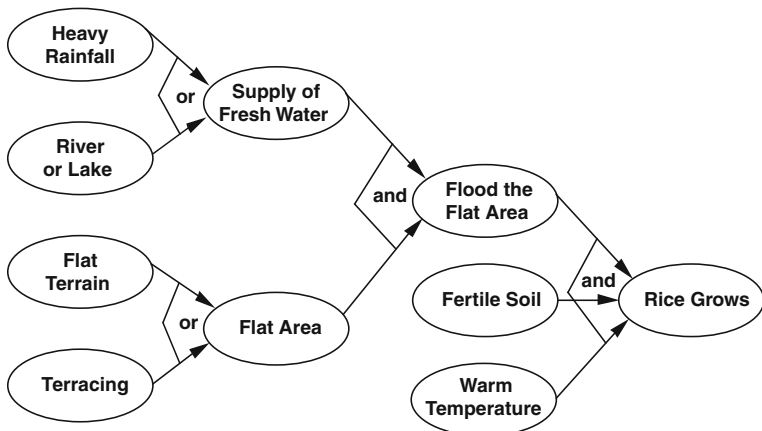 Heavy
Rainfall
or
Supply of
Fresh Water
River
or Lake
and
Flood the
Flat Area
Flat
Terrain
or
Flat Area
Terracing
and
Fertile Soil
Rice Grows
Warm
Temperature